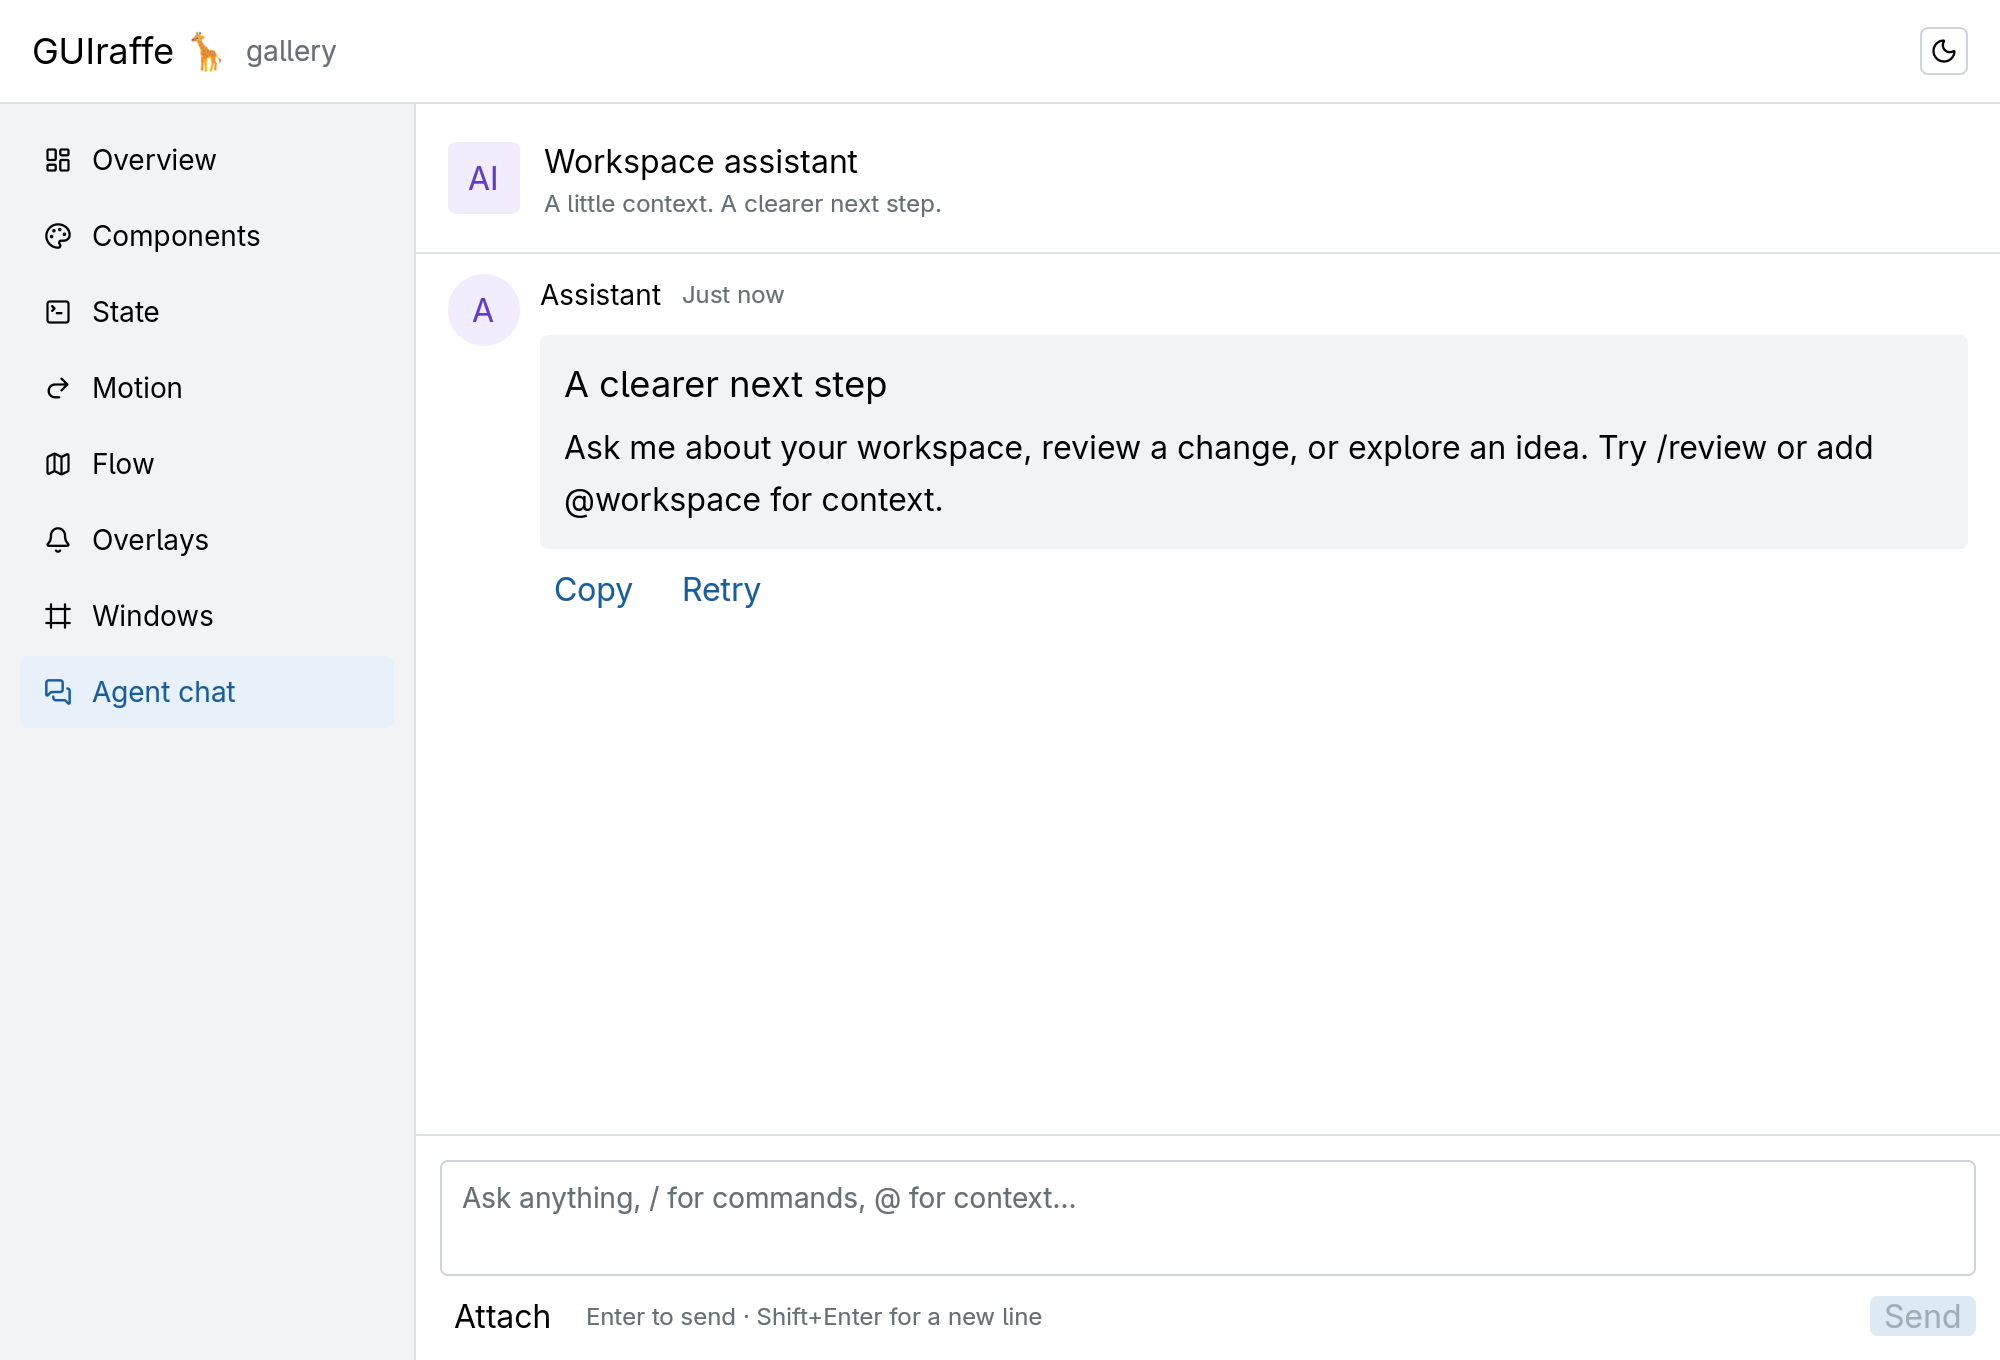 GUIraffe 🦒 gallery
Overview
Components
State
Motion
Flow
Overlays
Windows
Agent chat
AI
Workspace assistant
A little context. A clearer next step.
A
Assistant Just now
A clearer next step
Ask me about your workspace, review a change, or explore an idea. Try /review or add
@workspace for context.
Copy Retry
Ask anything, / for commands, @ for context...
Attach Enter to send · Shift+Enter for a new line Send